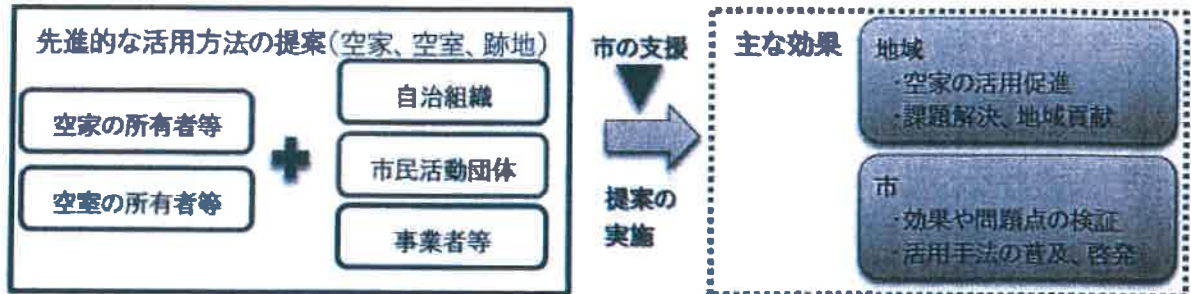 先進的な活用方法の提案(空家、空室、跡地)
空家の所有者等
空室の所有者等
自治組織
市民活動団体
事業者等
市の支援
提案の
実施
主な効果
地域
・空家の活用促進
・課題解決、地域貢献
市
・効果や問題点の検証
・活用手法の普及、啓発